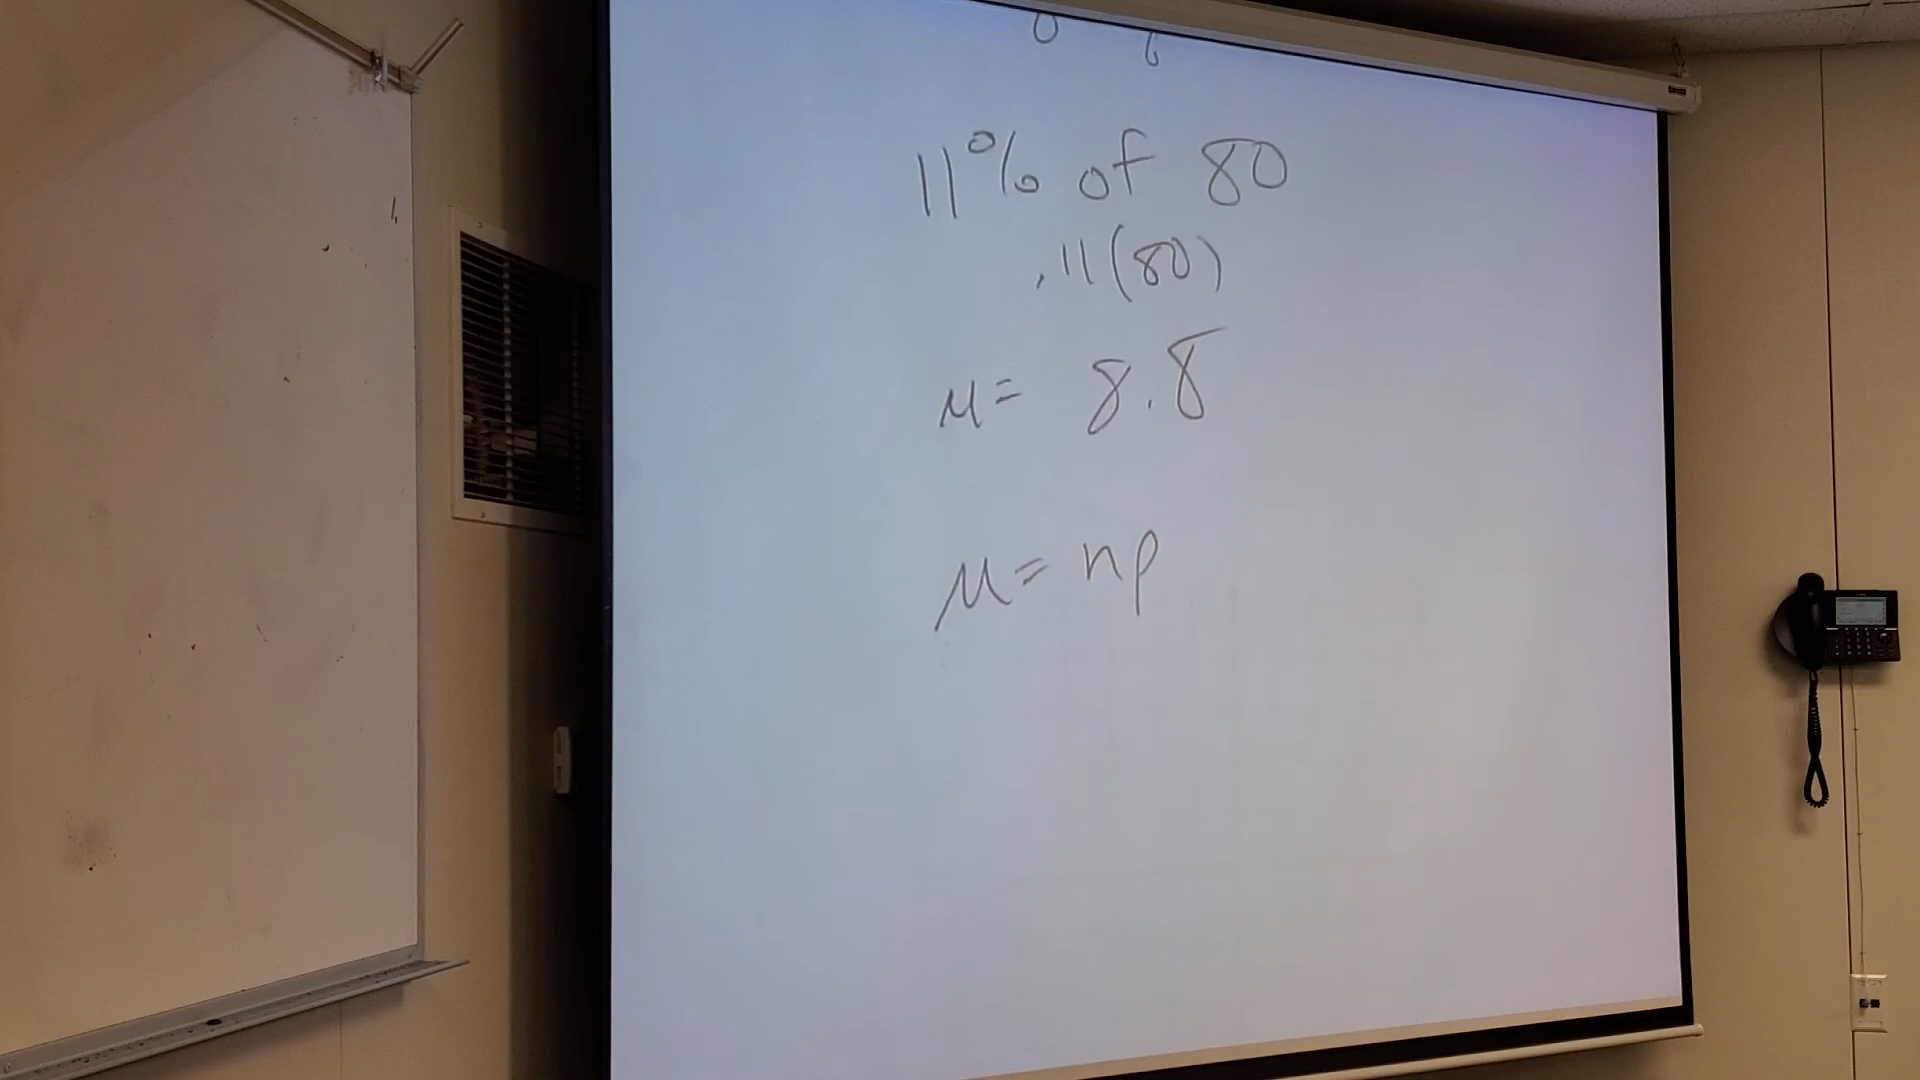 11% of 80
.11(80)
μ= 8.8
μ= np